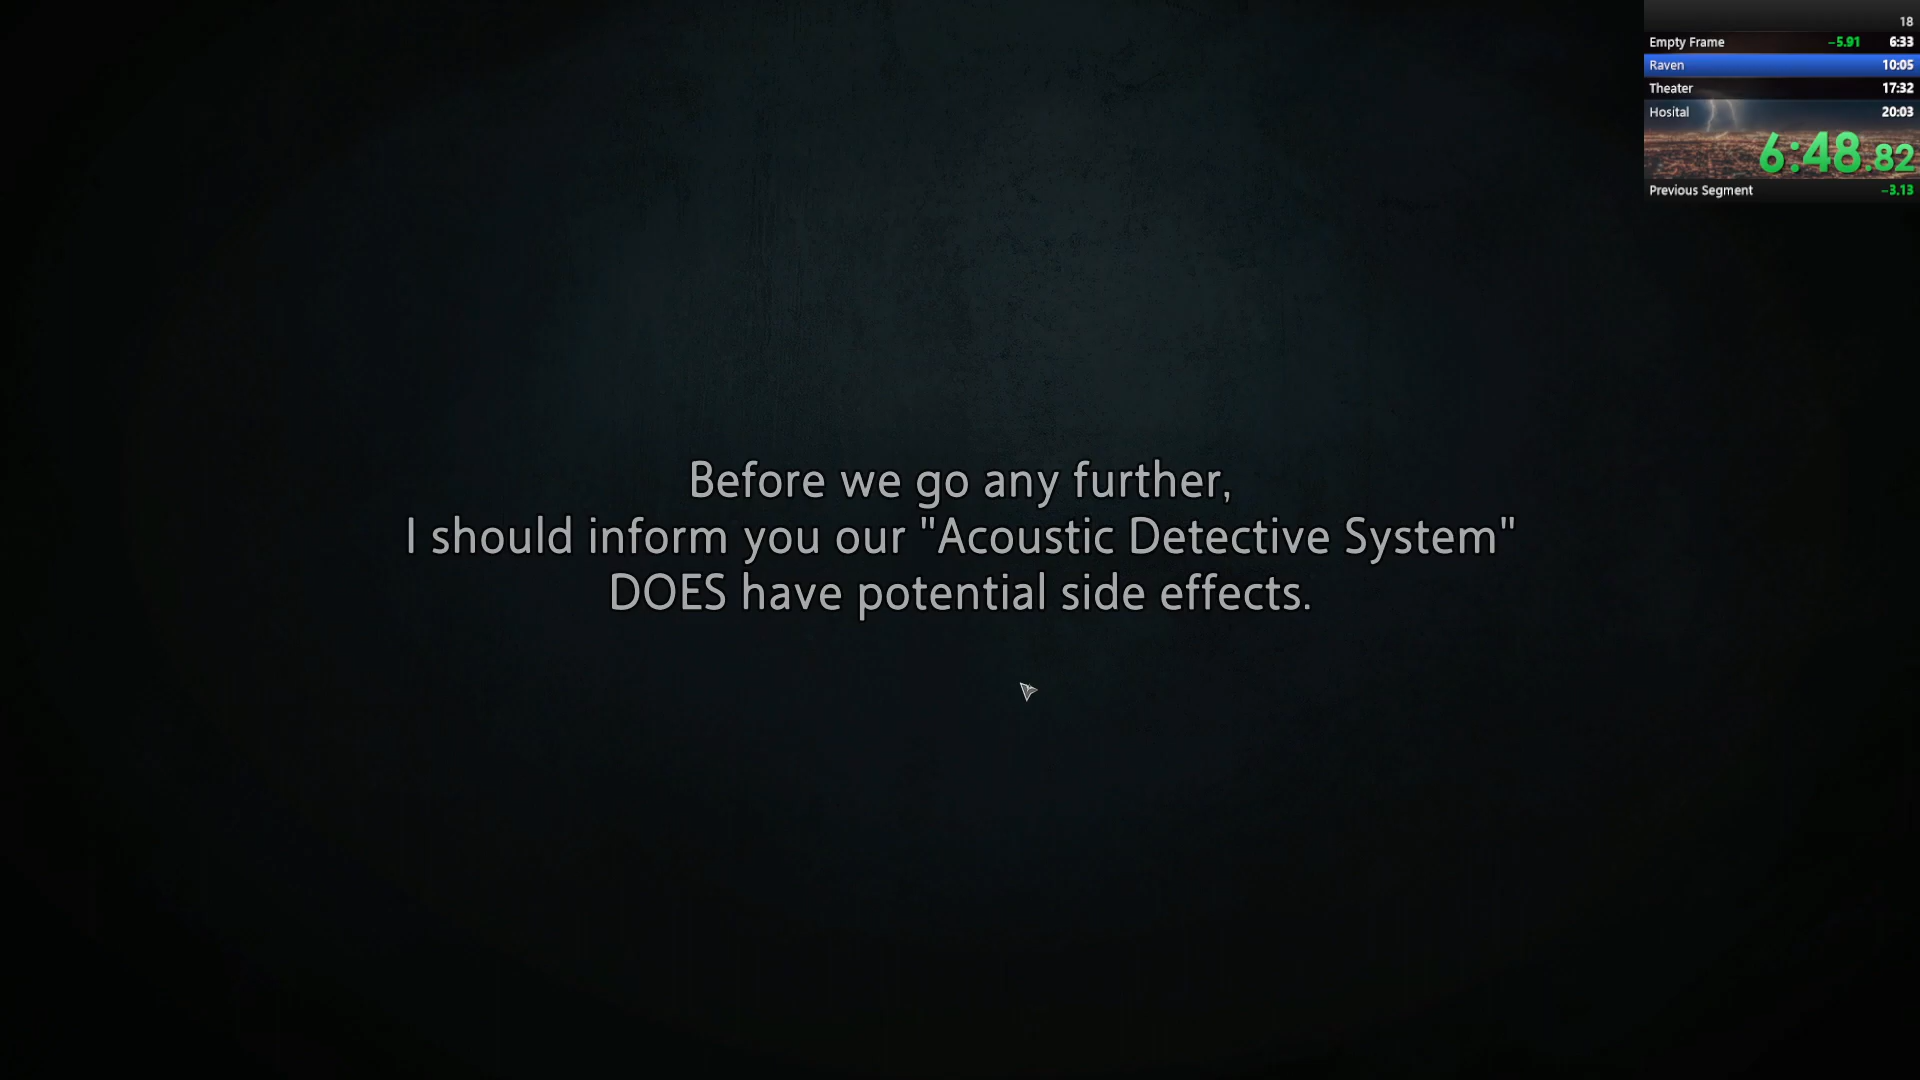 18
Empty Frame −5.91 6:33
Raven 10:05
Theater 17:32
Hosital 20:03
6:48.82
Previous Segment −3.13
Before we go any further,
I should inform you our "Acoustic Detective System"
DOES have potential side effects.